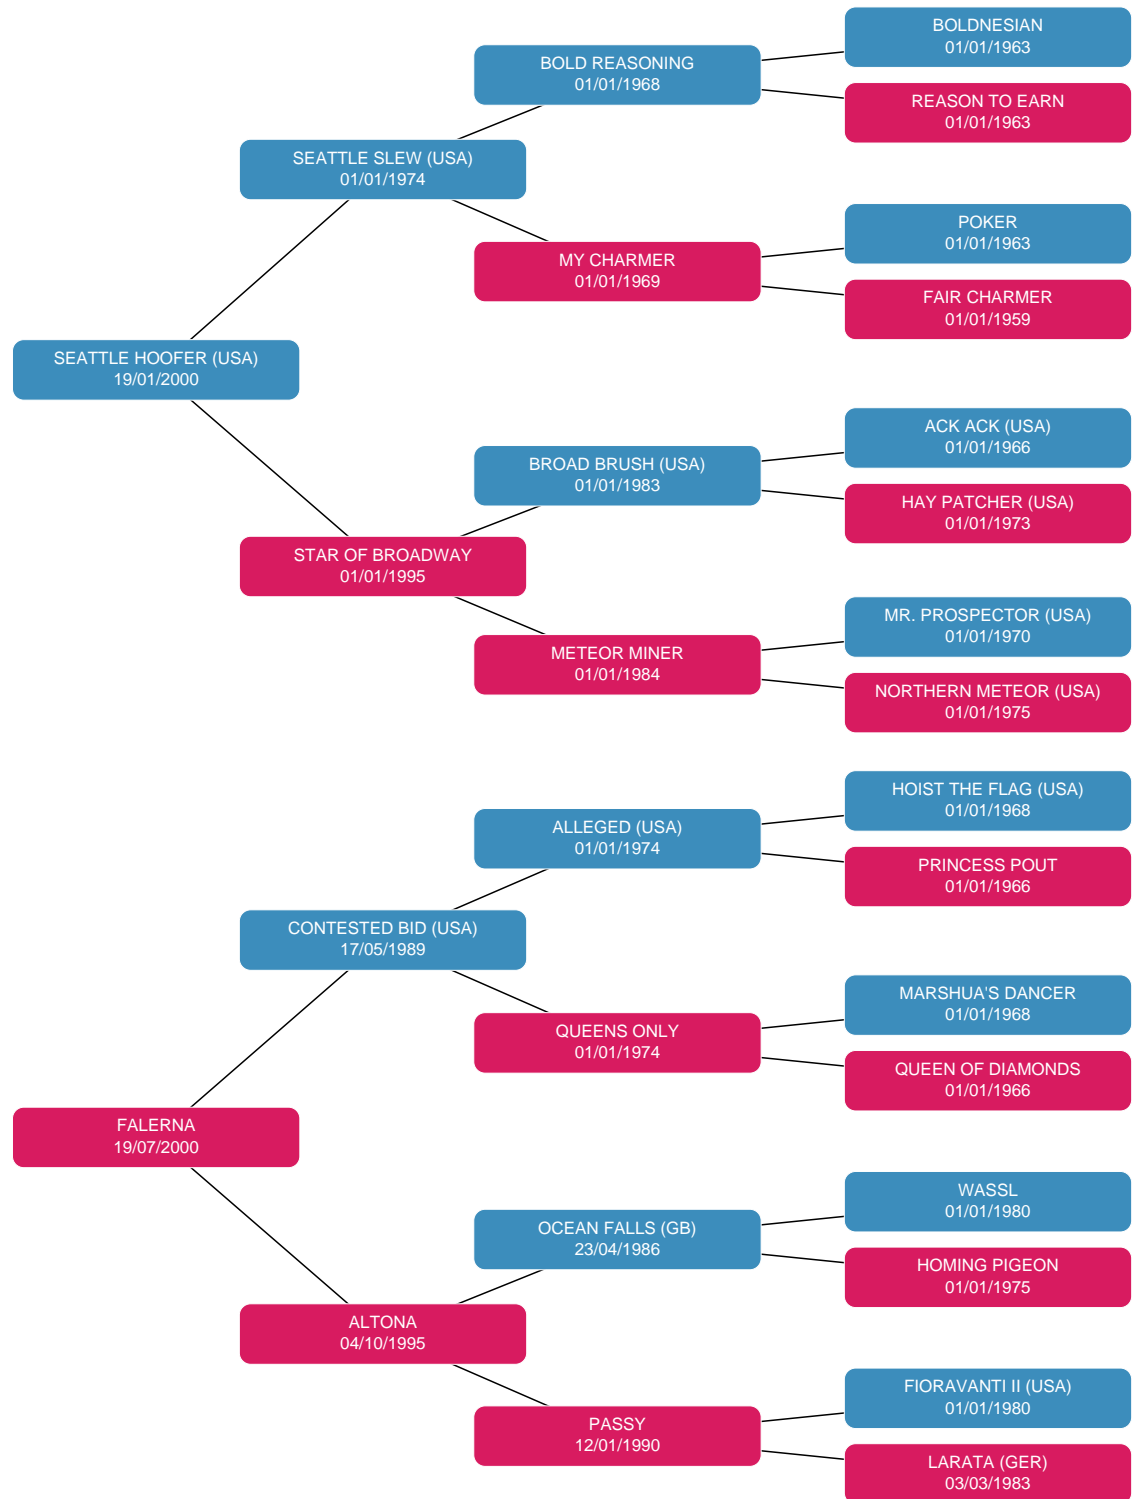 BOLDNESIAN
01/01/1963
BOLD REASONING
01/01/1968
REASON TO EARN
01/01/1963
SEATTLE SLEW (USA)
01/01/1974
POKER
01/01/1963
MY CHARMER
01/01/1969
FAIR CHARMER
01/01/1959
SEATTLE HOOFER (USA)
19/01/2000
ACK ACK (USA)
01/01/1966
BROAD BRUSH (USA)
01/01/1983
HAY PATCHER (USA)
01/01/1973
STAR OF BROADWAY
01/01/1995
MR. PROSPECTOR (USA)
01/01/1970
METEOR MINER
01/01/1984
NORTHERN METEOR (USA)
01/01/1975
HOIST THE FLAG (USA)
01/01/1968
ALLEGED (USA)
01/01/1974
PRINCESS POUT
01/01/1966
CONTESTED BID (USA)
17/05/1989
MARSHUA'S DANCER
01/01/1968
QUEENS ONLY
01/01/1974
QUEEN OF DIAMONDS
01/01/1966
FALERNA
19/07/2000
WASSL
01/01/1980
OCEAN FALLS (GB)
23/04/1986
HOMING PIGEON
01/01/1975
ALTONA
04/10/1995
FIORAVANTI II (USA)
01/01/1980
PASSY
12/01/1990
LARATA (GER)
03/03/1983